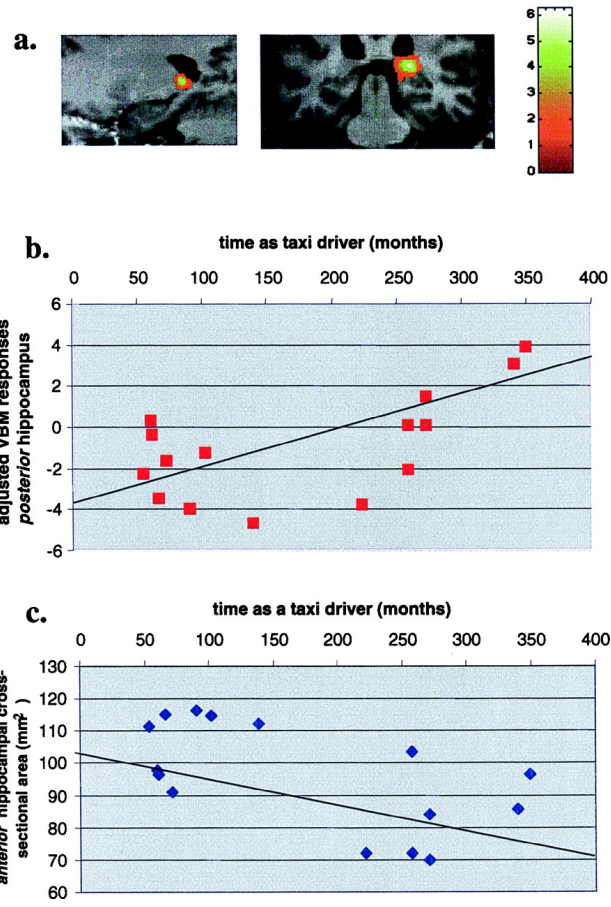 a.
6
5
4
3
2
1
0
b.
time as taxi driver (months)
0 50 100 200 250 300 350 400
adjusted VBM responses
posterior hippocampus
6
4
2
0
-2
-4
-6
c.
time as a taxi driver (months)
0 50 100 200 250 300 350 400
anterior hippocampal cross-
sectional area (mm2 )
130
120
110
100
90
80
70
60